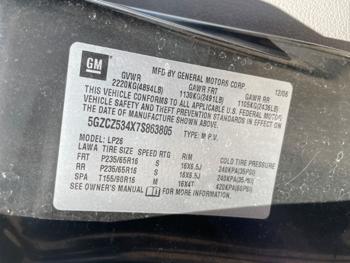 GM
MFD BY GENERAL MOTORS CORP 12/06
GVWR GAWR FRT GAWR RR
2220KG(4894LB) 1130KG(2491LB) 1105KG(2436LB)
THIS VEHICLE CONFORMS TO ALL APPLICABLE U.S. FEDERAL MOTOR
VEHICLE SAFETY AND THEFT PREVENTION STANDARDS IN EFFECT ON
THE DATE OF MANUFACTURE SHOWN ABOVE.
5GZCZ534X7S863805 TYPE: M.P.V.
LAWA LP26
TIRE SIZE SPEED RTG RIM COLD TIRE PRESSURE
FRT P235/65R16 S 16X6.5J 240KPA(35PSI)
RR P235/65R16 S 16X6.5J 240KPA(35PSI)
SPA T155/90R16 M 16X4T 420KPA(60PSI)
SEE OWNER'S MANUAL FOR MORE INFORMATION.